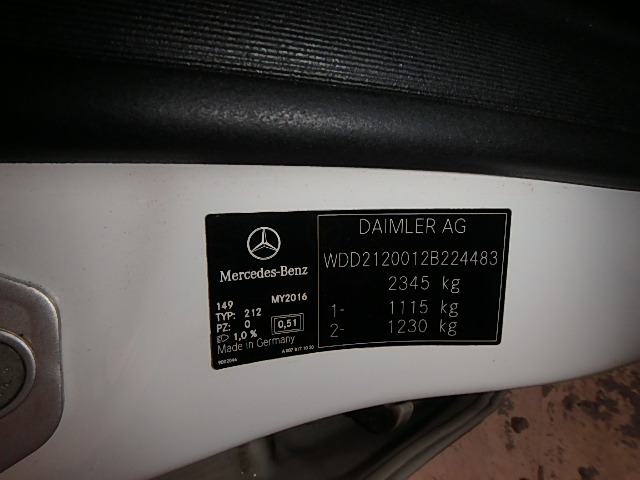 Mercedes-Benz
149 MY2016
TYP: 212
PZ: 0 0,51
1,0 %
Made in Germany
DAIMLER AG
WDD2120012B224483
2345 kg
1- 1115 kg
2- 1230 kg